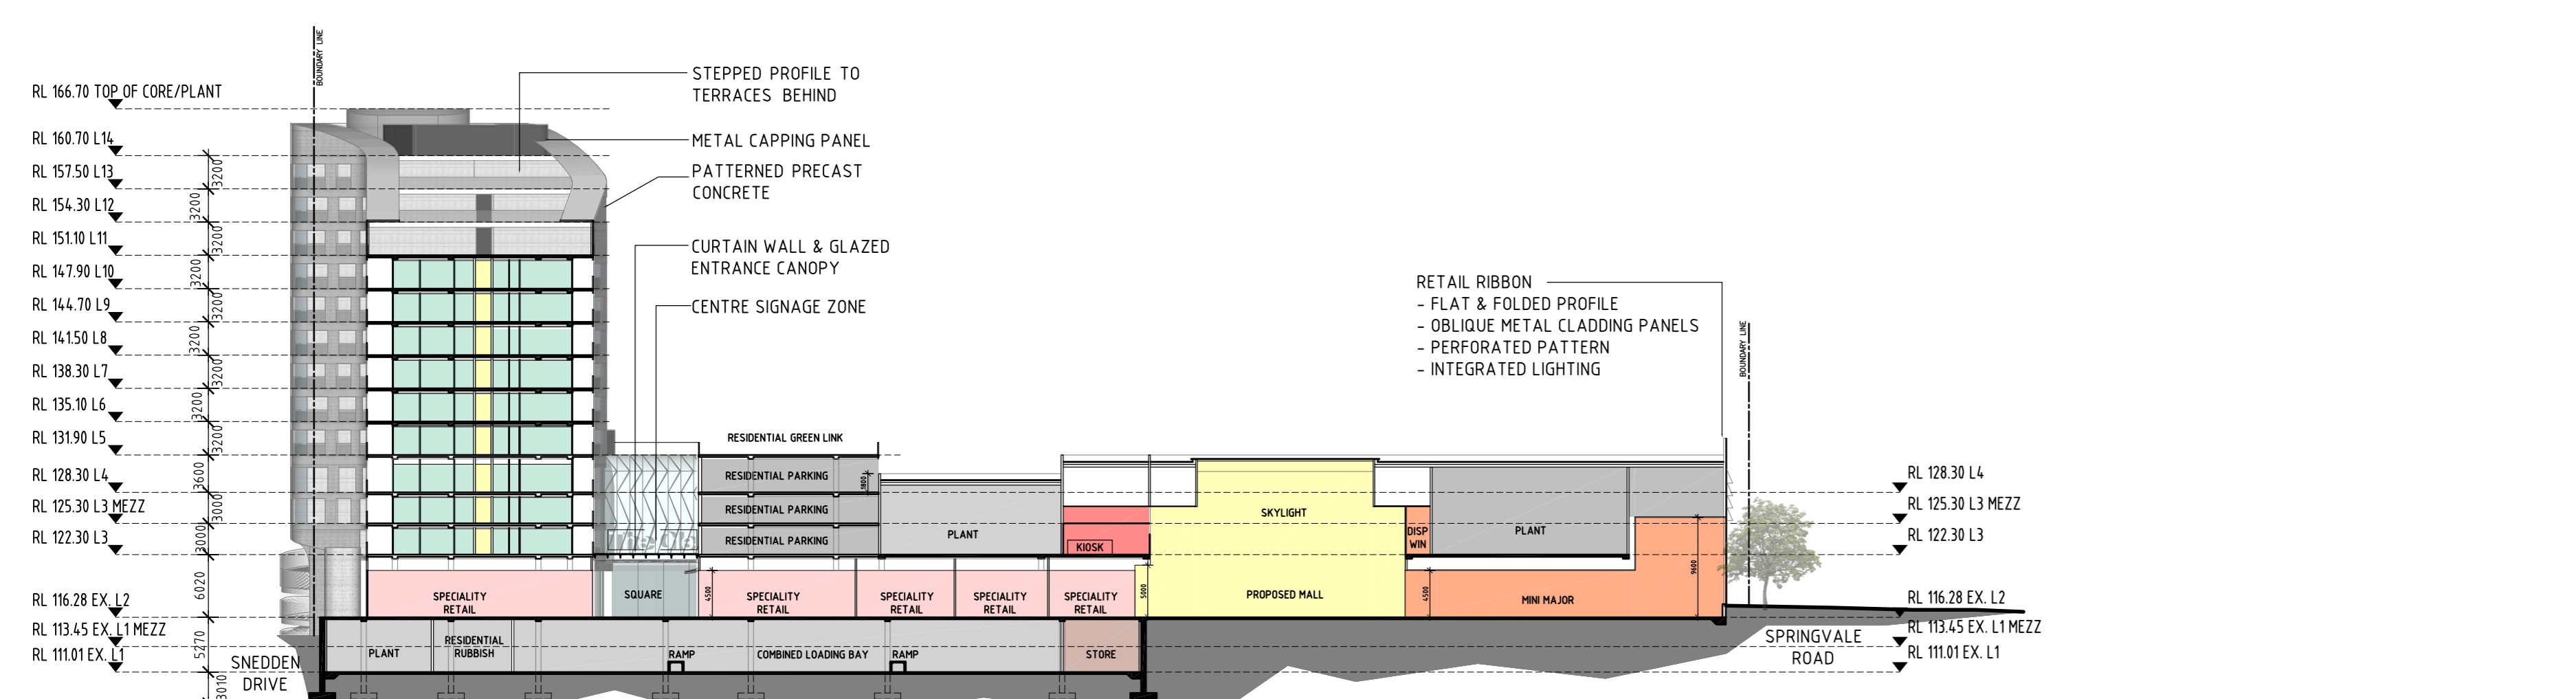 BOUNDARY LINE
RL 166.70 TOP OF CORE/PLANT
RL 160.70 L14
RL 157.50 L13
RL 154.30 L12
RL 151.10 L11
RL 147.90 L10
RL 144.70 L9
RL 141.50 L8
RL 138.30 L7
RL 135.10 L6
RL 131.90 L5
RL 128.30 L4
RL 125.30 L3 MEZZ
RL 122.30 L3
RL 116.28 EX. L2
RL 113.45 EX. L1 MEZZ
RL 111.01 EX. L1
3200
3200
3200
3200
3200
3200
3200
3200
3200
3600
3000
3000
6020
5270
3010
SNEDDEN
DRIVE
STEPPED PROFILE TO
TERRACES BEHIND
METAL CAPPING PANEL
PATTERNED PRECAST
CONCRETE
CURTAIN WALL & GLAZED
ENTRANCE CANOPY
CENTRE SIGNAGE ZONE
RESIDENTIAL GREEN LINK
RESIDENTIAL PARKING
RESIDENTIAL PARKING
RESIDENTIAL PARKING
PLANT
KIOSK
SKYLIGHT
DISP
WIN
PLANT
SPECIALITY
RETAIL
SQUARE
4500
SPECIALITY
RETAIL
SPECIALITY
RETAIL
SPECIALITY
RETAIL
SPECIALITY
RETAIL
5000
PROPOSED MALL
4500
MINI MAJOR
9600
PLANT
RESIDENTIAL
RUBBISH
RAMP
COMBINED LOADING BAY
RAMP
STORE
RETAIL RIBBON
- FLAT & FOLDED PROFILE
- OBLIQUE METAL CLADDING PANELS
- PERFORATED PATTERN
- INTEGRATED LIGHTING
BOUNDARY LINE
RL 128.30 L4
RL 125.30 L3 MEZZ
RL 122.30 L3
RL 116.28 EX. L2
RL 113.45 EX. L1 MEZZ
RL 111.01 EX. L1
SPRINGVALE
ROAD